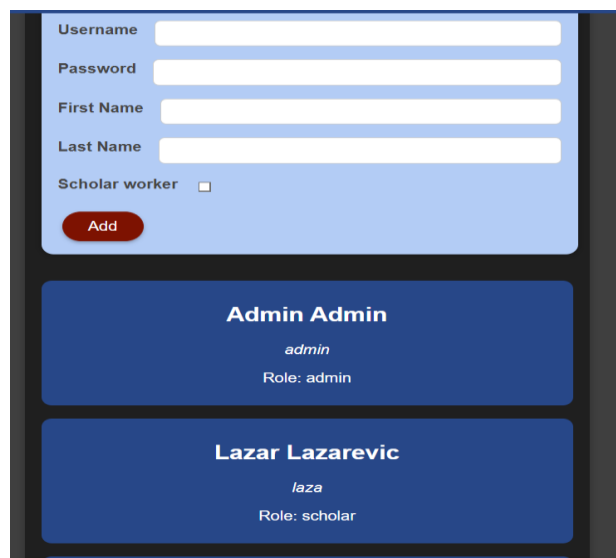 Username
Password
First Name
Last Name
Scholar worker
Add
Admin Admin
admin
Role: admin
Lazar Lazarevic
laza
Role: scholar